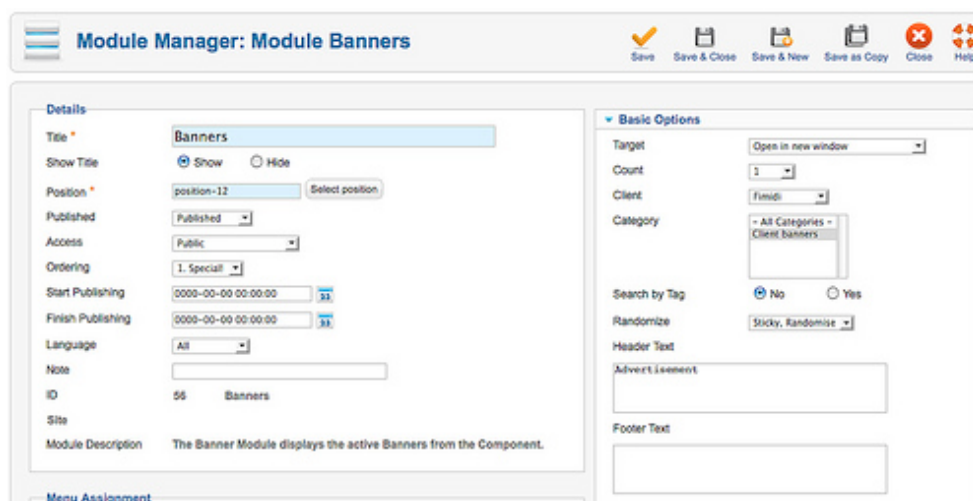 Module Manager: Module Banners
Save
Save & Close
Save & New
Save as Copy
Close
Help
Details
Title *
Banners
Show Title
Show
Hide
Position *
position-12
Select position
Published
Published
Access
Public
Ordering
1. Speciall
Start Publishing
0000-00-00 00:00:00
23
Finish Publishing
0000-00-00 00:00:00
23
Language
All
Note
ID
56 Banners
Site
Module Description
The Banner Module displays the active Banners from the Component.
Menu Assignment
Basic Options
Target
Open in new window
Count
1
Client
Fimidi
Category
- All Categories -
Client banners
Search by Tag
No
Yes
Randomize
Sticky, Randomise
Header Text
Advertisement
Footer Text